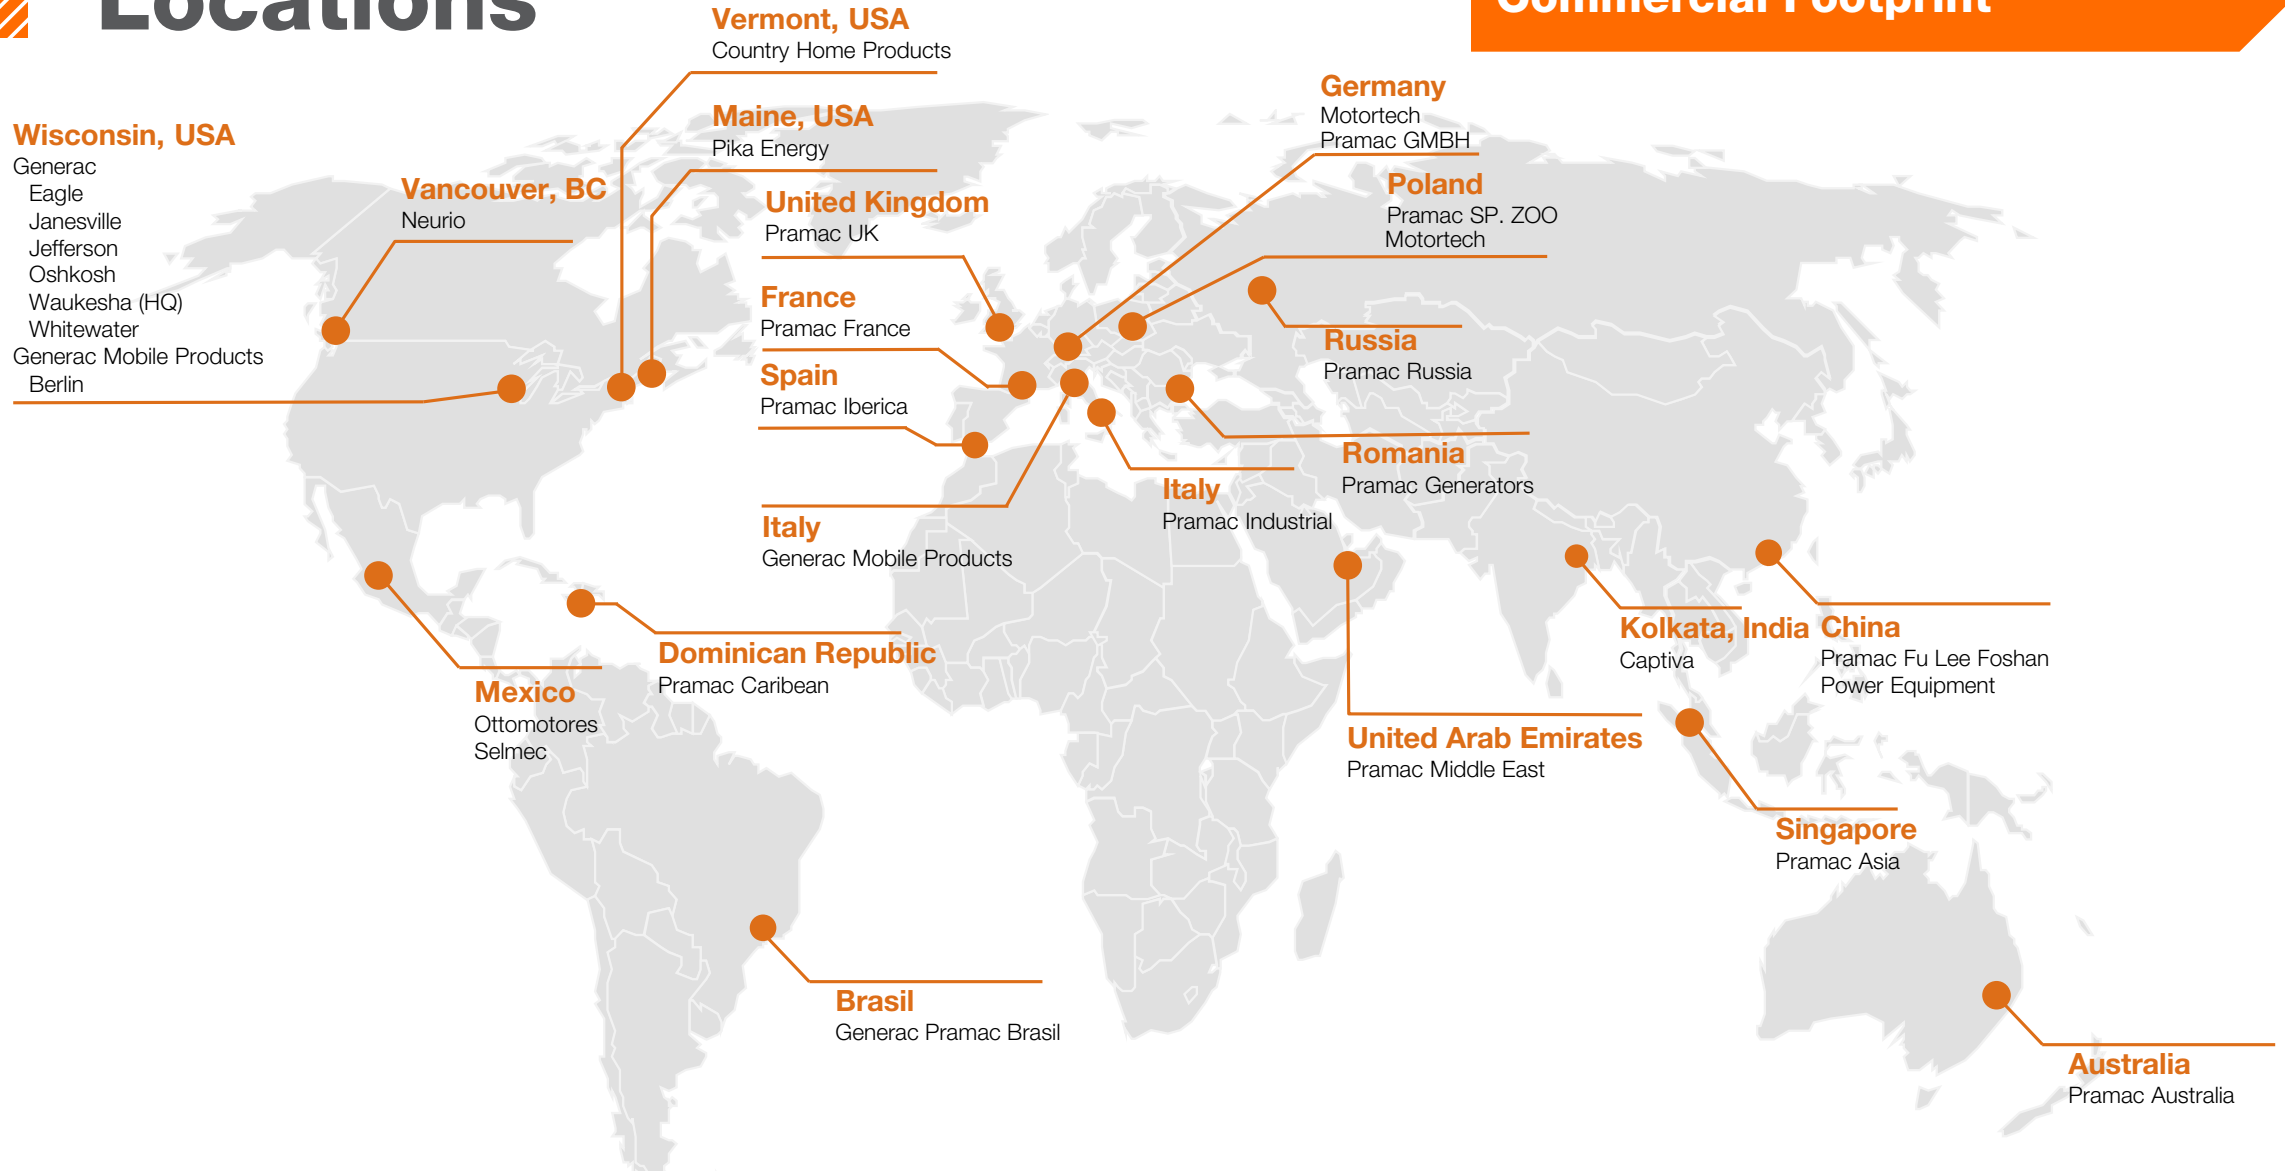 Locations
Commercial Footprint
Vermont, USA
Country Home Products
Maine, USA
Pika Energy
Wisconsin, USA
Generac
Eagle
Janesville
Jefferson
Oshkosh
Waukesha (HQ)
Whitewater
Generac Mobile Products
Berlin
Vancouver, BC
Neurio
United Kingdom
Pramac UK
France
Pramac France
Spain
Pramac Iberica
Italy
Generac Mobile Products
Germany
Motortech
Pramac GMBH
Poland
Pramac SP. ZOO
Motortech
Russia
Pramac Russia
Romania
Pramac Generators
Italy
Pramac Industrial
Dominican Republic
Pramac Caribean
Mexico
Ottomotores
Selmec
Kolkata, India
Captiva
China
Pramac Fu Lee Foshan
Power Equipment
United Arab Emirates
Pramac Middle East
Singapore
Pramac Asia
Brasil
Generac Pramac Brasil
Australia
Pramac Australia